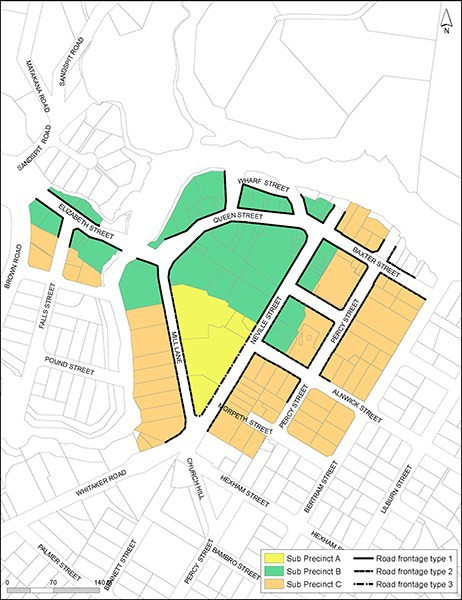 N
MATAKANA ROAD
SANDSPIT ROAD
SANDSPIT ROAD
WHARF STREET
ELIZABETH STREET
QUEEN STREET
BROWN ROAD
BAXTER STREET
FALLS STREET
NEVILLE STREET
PERCY STREET
MILL LANE
POUND STREET
ALNWICK STREET
PERCY STREET
MORPETH STREET
WHITAKER ROAD
CHURCH HILL
HEXHAM STREET
BERTRAM STREET
LILBURN STREET
HEXHAM
PALMER STREET
BENNETT STREET
PERCY STREET
BAMBRO STREET
Sub Precinct A
Sub Precinct B
Sub Precinct C
Road frontage type 1
Road frontage type 2
Road frontage type 3
0 70 140